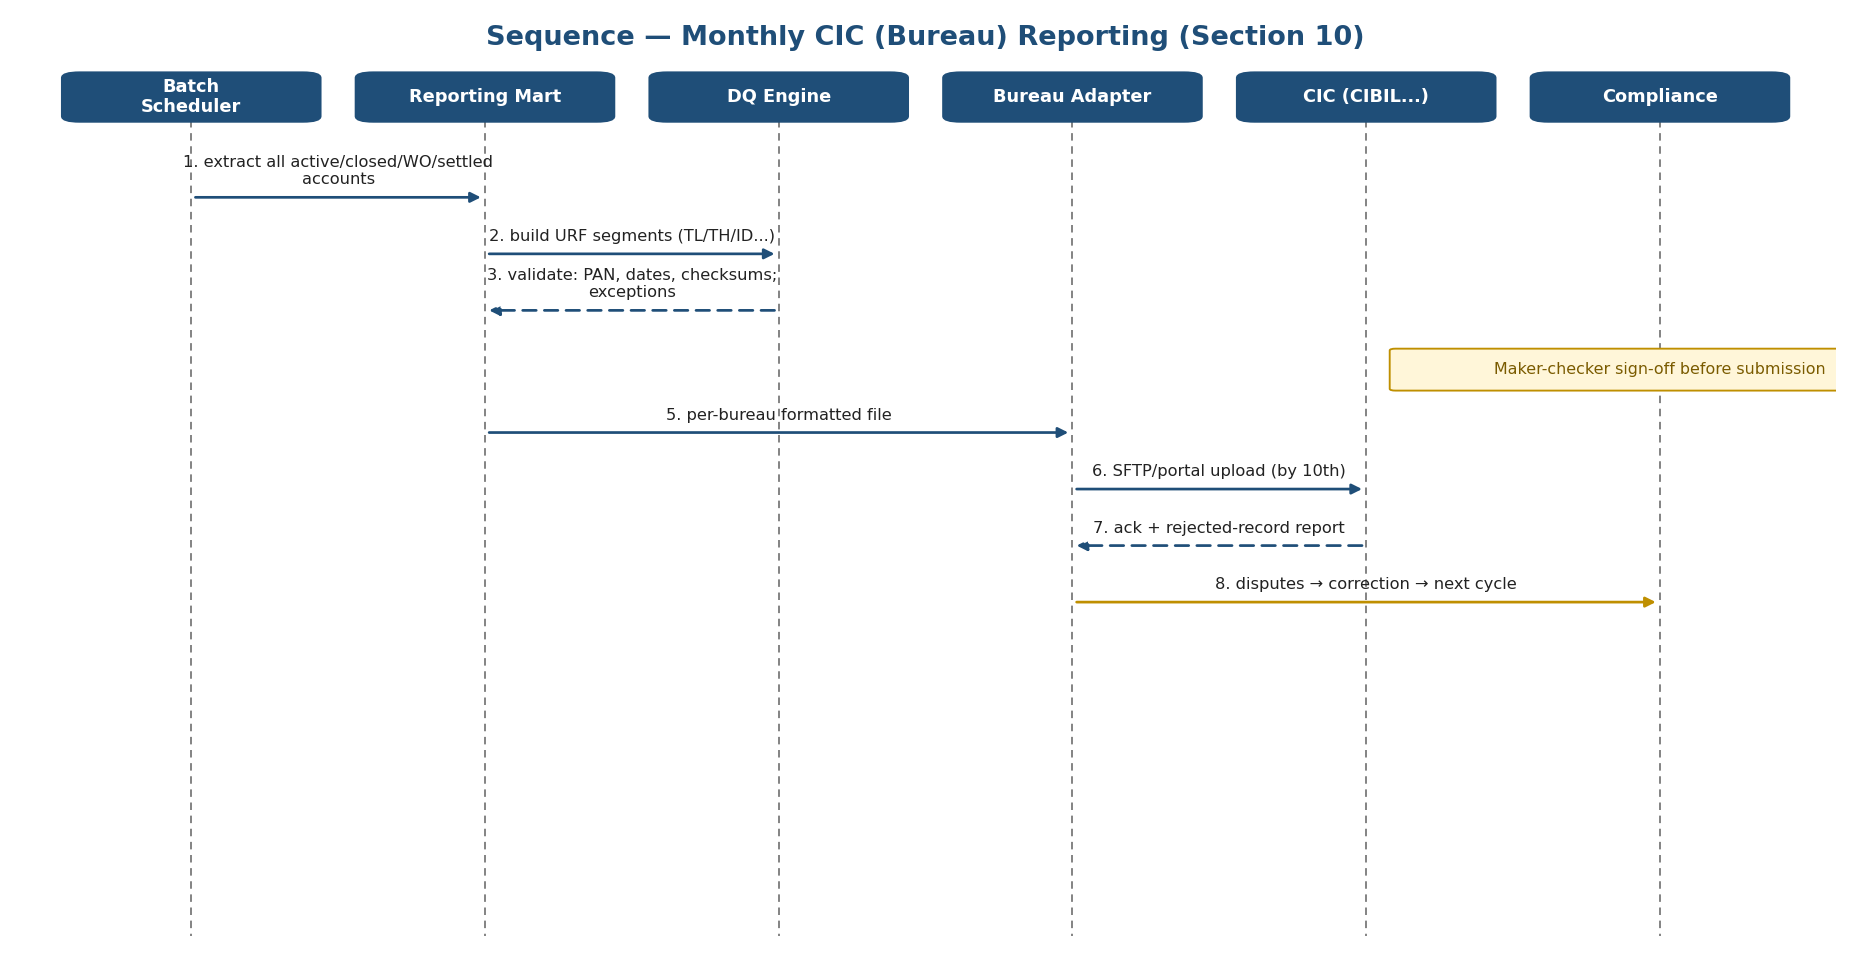 Sequence — Monthly CIC (Bureau) Reporting (Section 10)
Batch
Scheduler
Reporting Mart
DQ Engine
Bureau Adapter
CIC (CIBIL...)
Compliance
1. extract all active/closed/WO/settled
accounts
2. build URF segments (TL/TH/ID...)
3. validate: PAN, dates, checksums;
exceptions
Maker-checker sign-off before submission
5. per-bureau formatted file
6. SFTP/portal upload (by 10th)
7. ack + rejected-record report
8. disputes → correction → next cycle